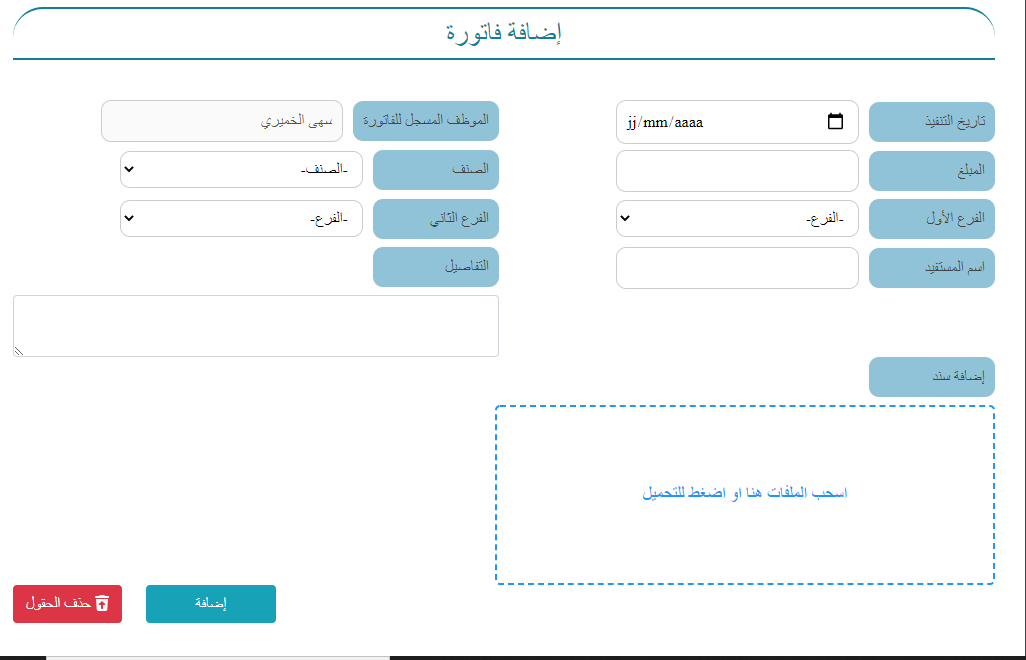 إضافة فاتورة
تاريخ التنفيذ
jj/mm/aaaa
الموظف المسجل للفاتورة
سهى الخميري
المبلغ
الصنف
-الصنف-
الفرع الأول
-الفرع-
الفرع الثاني
-الفرع-
اسم المستفيد
التفاصيل
إضافة سند
اسحب الملفات هنا او اضغط للتحميل
إضافة
حذف الحقول